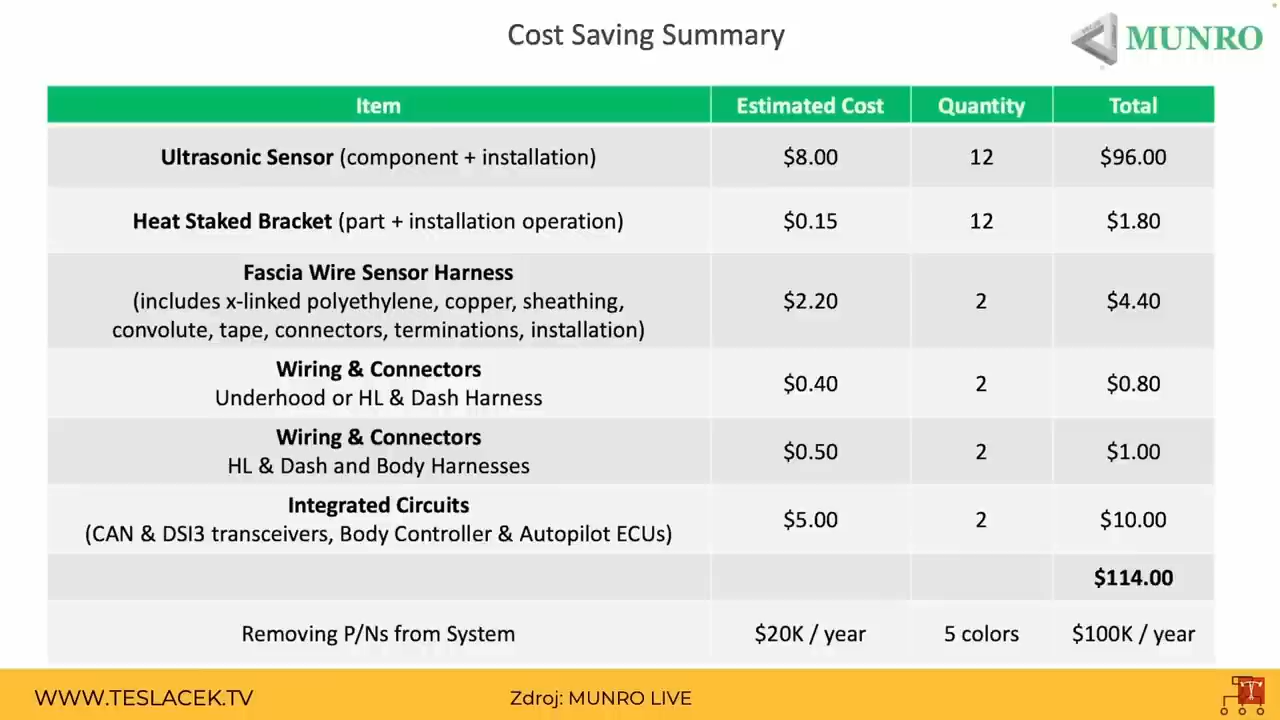 Cost Saving Summary
MUNRO
Item Estimated Cost Quantity Total
Ultrasonic Sensor (component + installation) $8.00 12 $96.00
Heat Staked Bracket (part + installation operation) $0.15 12 $1.80
Fascia Wire Sensor Harness
(includes x-linked polyethylene, copper, sheathing, $2.20 2 $4.40
convolute, tape, connectors, terminations, installation)
Wiring & Connectors
Underhood or HL & Dash Harness $0.40 2 $0.80
Wiring & Connectors
HL & Dash and Body Harnesses $0.50 2 $1.00
Integrated Circuits
(CAN & DSI3 transceivers, Body Controller & Autopilot ECUs) $5.00 2 $10.00
$114.00
Removing P/Ns from System $20K / year 5 colors $100K / year
WWW.TESLACEK.TV Zdroj: MUNRO LIVE